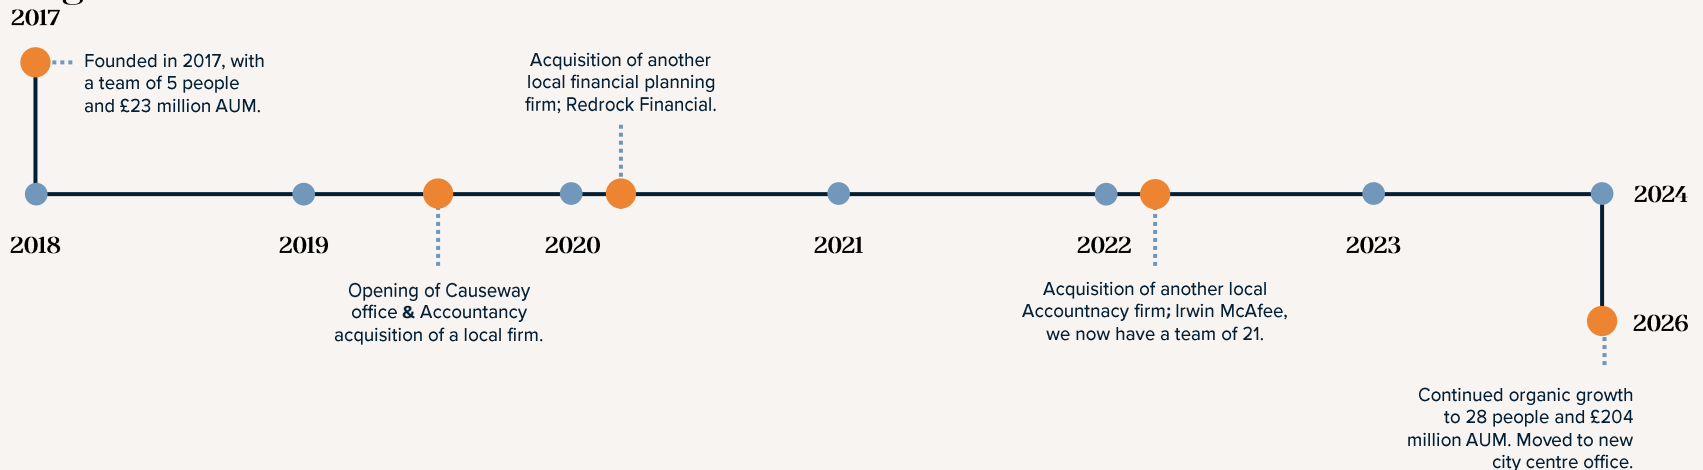 2017
Founded in 2017, with
a team of 5 people
and £23 million AUM.
Acquisition of another
local financial planning
firm; Redrock Financial.
2024
2018
2019
2020
2021
2022
2023
Opening of Causeway
office & Accountancy
acquisition of a local firm.
Acquisition of another local
Accountnacy firm; Irwin McAfee,
we now have a team of 21.
2026
Continued organic growth
to 28 people and £204
million AUM. Moved to new
city centre office.